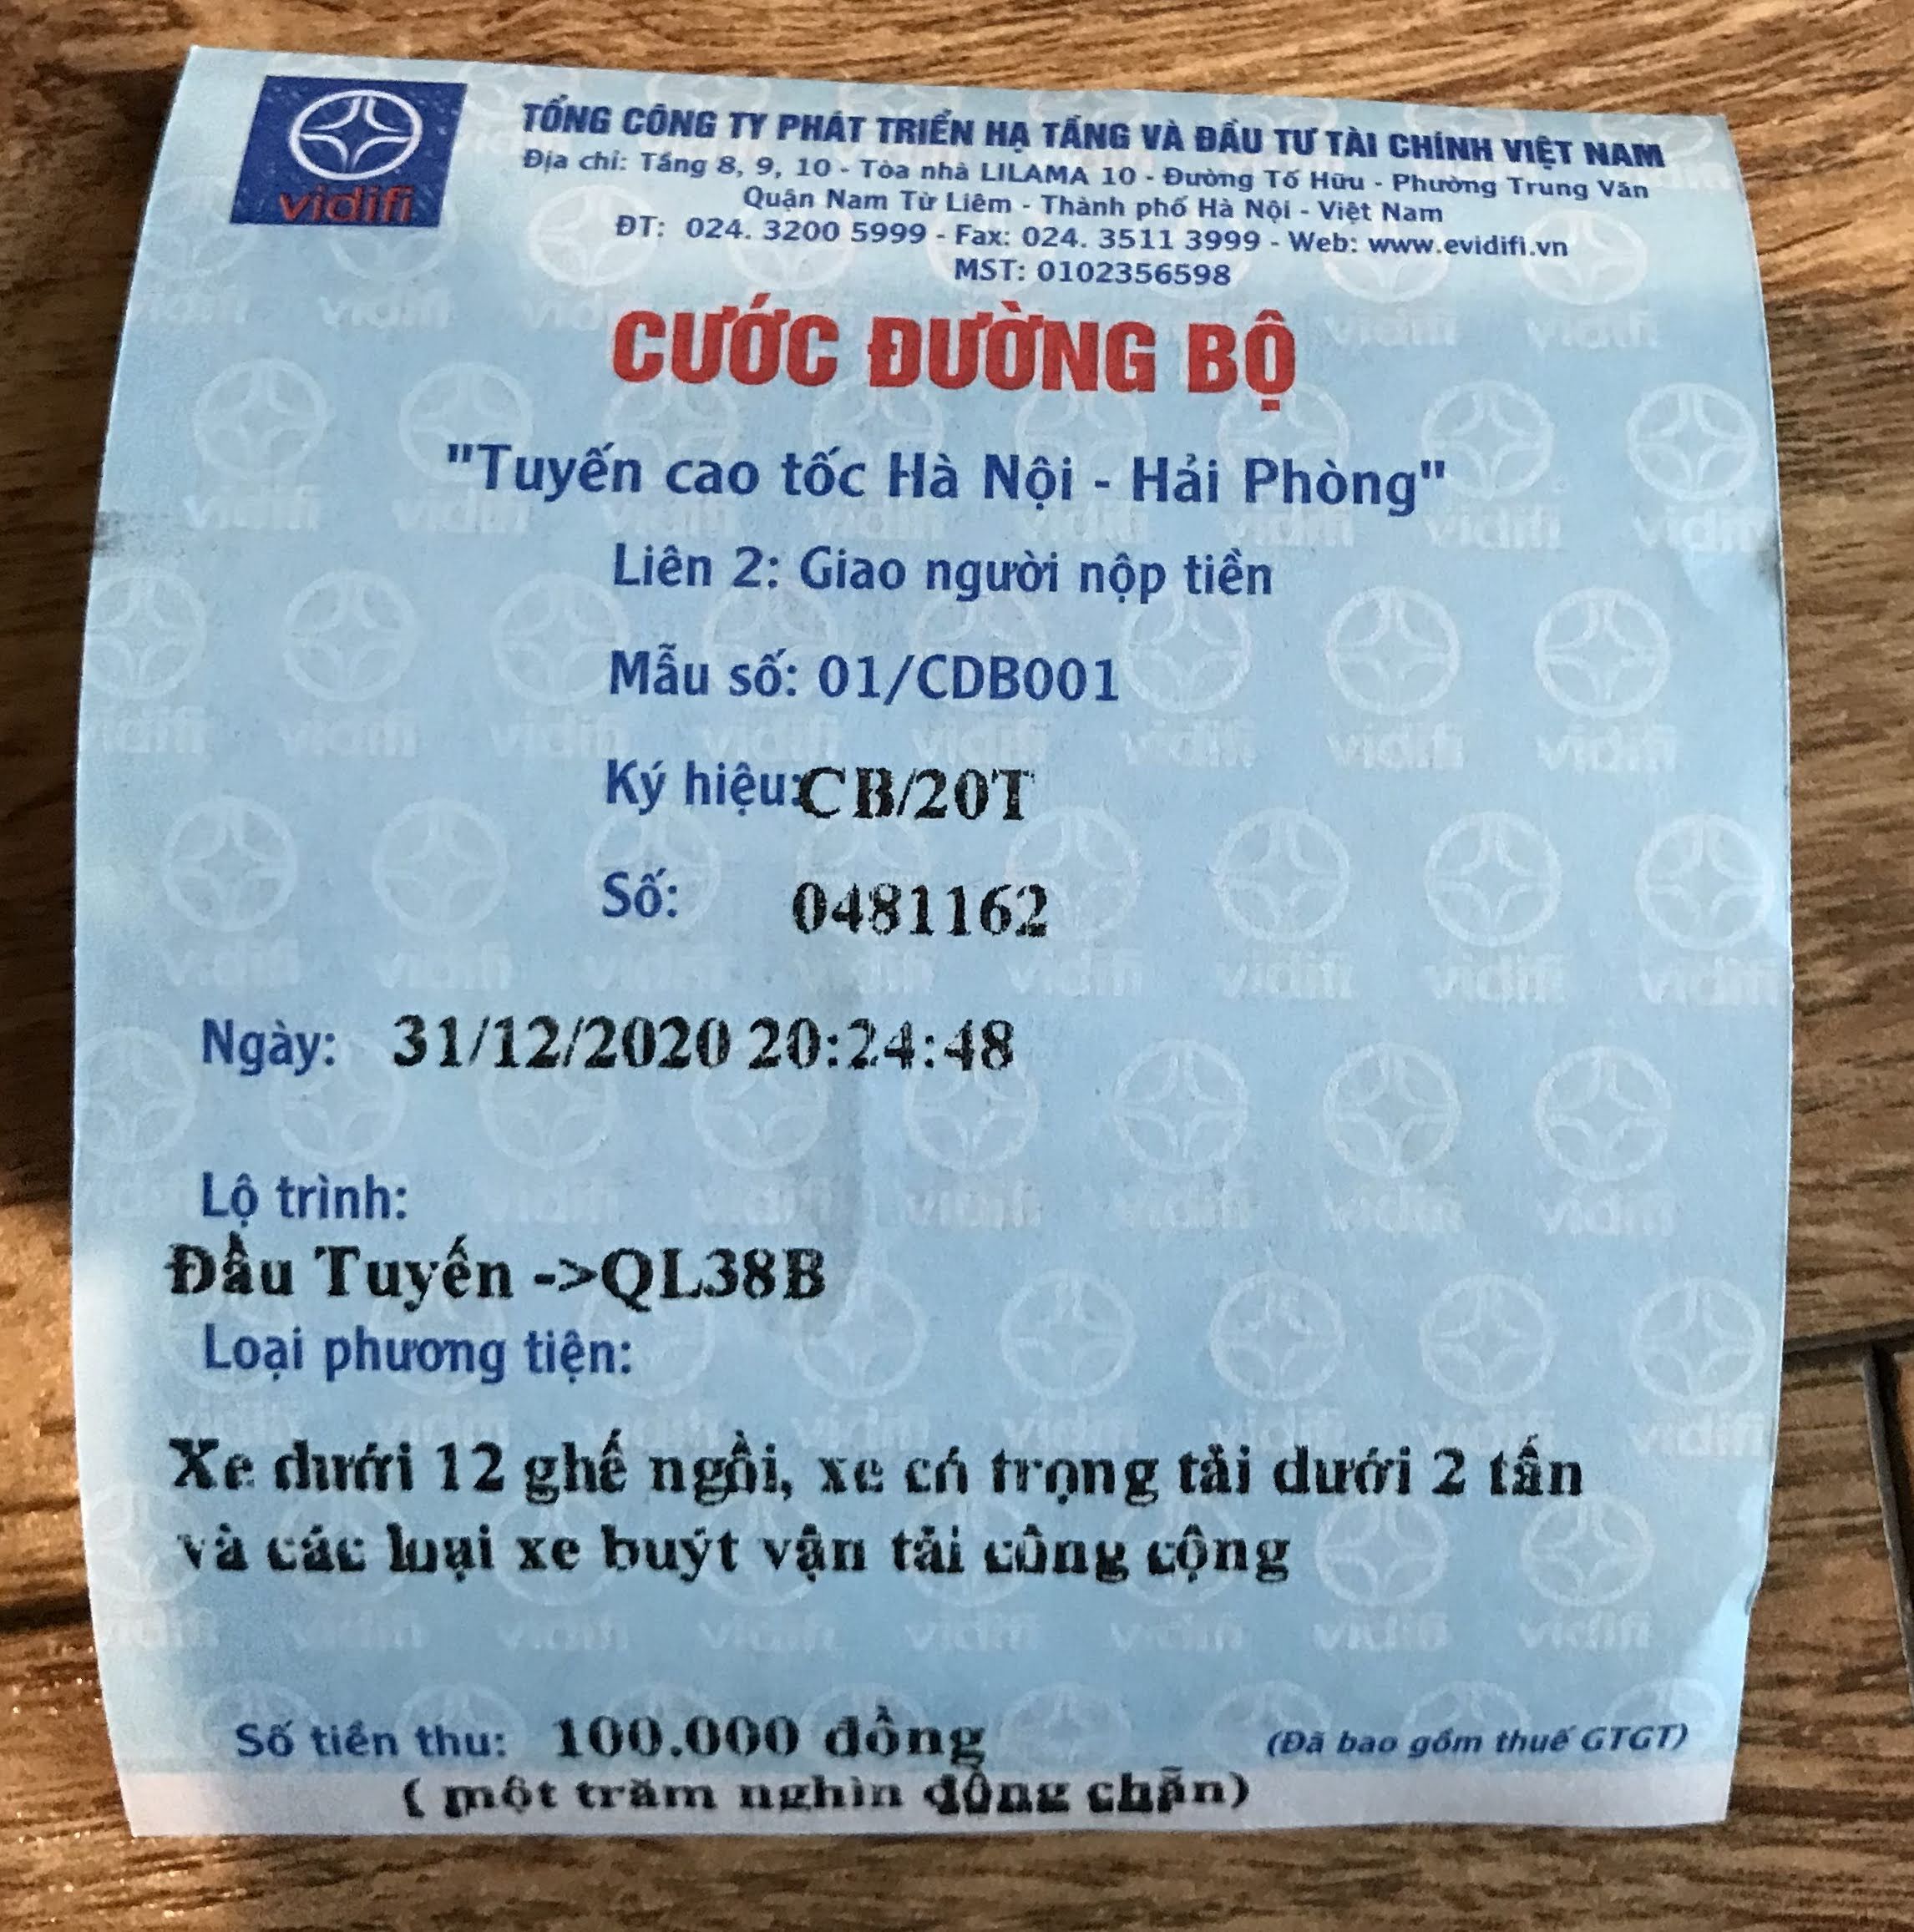 vidifi
TỔNG CÔNG TY PHÁT TRIỂN HẠ TẦNG VÀ ĐẦU TƯ TÀI CHÍNH VIỆT NAM
Địa chỉ: Tầng 8, 9, 10 - Tòa nhà LILAMA 10 - Đường Tố Hữu - Phường Trung Văn
Quận Nam Từ Liêm - Thành phố Hà Nội - Việt Nam
ĐT: 024. 3200 5999 - Fax: 024. 3511 3999 - Web: www.evidifi.vn
MST: 0102356598
CƯỚC ĐƯỜNG BỘ
"Tuyến cao tốc Hà Nội - Hải Phòng"
Liên 2: Giao người nộp tiền
Mẫu số: 01/CDB001
Ký hiệu: CB/20T
Số: 0481162
Ngày: 31/12/2020 20:24:48
Lộ trình:
Đầu Tuyến ->QL38B
Loại phương tiện:
Xe dưới 12 ghế ngồi, xe có trọng tải dưới 2 tấn
và các loại xe buýt vận tải công cộng
Số tiền thu: 100.000 đồng (Đã bao gồm thuế GTGT)
( một trăm nghìn đồng chẵn)